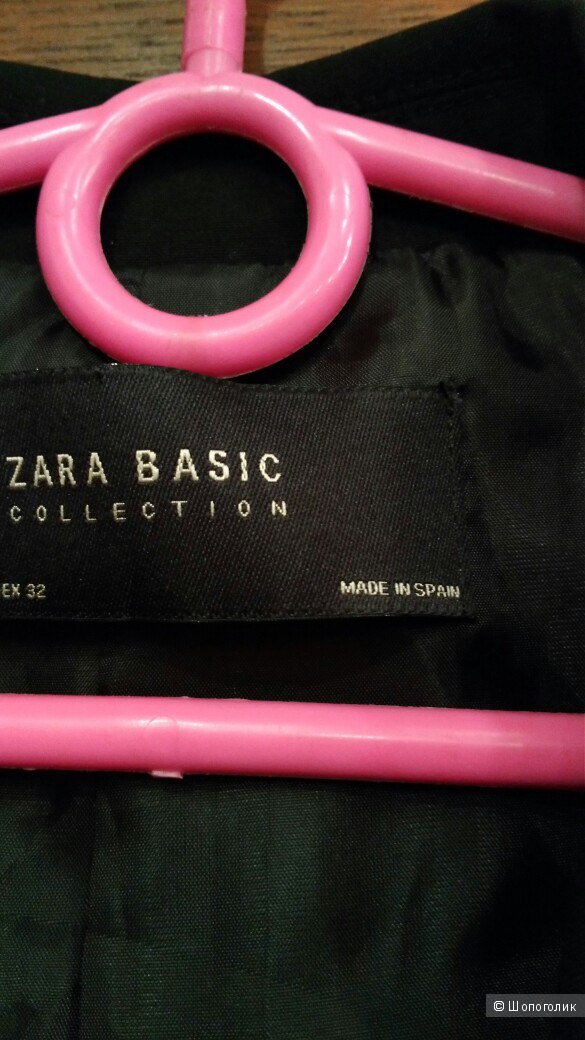 ZARA BASIC
COLLECTION
EX 32
MADE IN SPAIN
© Шопоголик